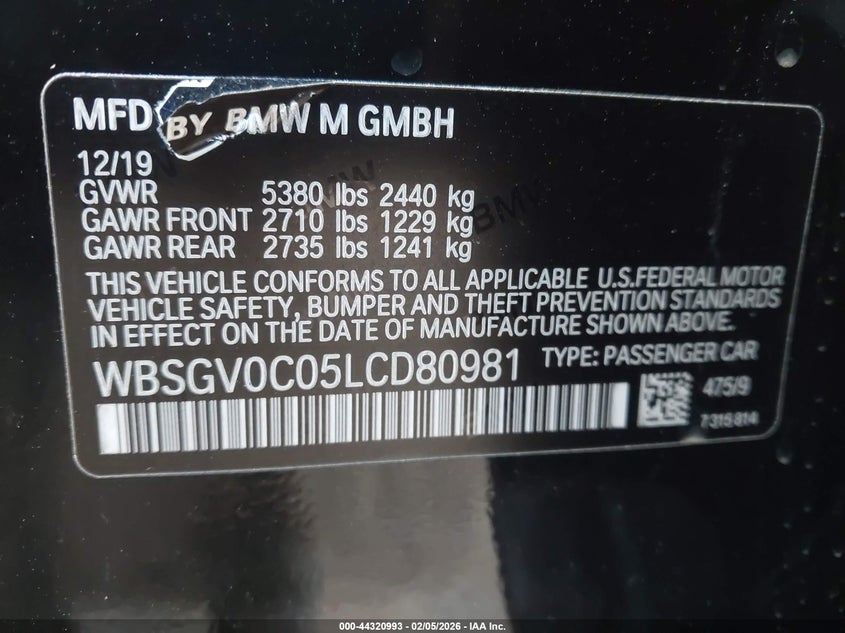 MFD BY BMW M GMBH
12/19
GVWR 5380 lbs 2440 kg
GAWR FRONT 2710 lbs 1229 kg
GAWR REAR 2735 lbs 1241 kg
THIS VEHICLE CONFORMS TO ALL APPLICABLE U.S.FEDERAL MOTOR
VEHICLE SAFETY, BUMPER AND THEFT PREVENTION STANDARDS
IN EFFECT ON THE DATE OF MANUFACTURE SHOWN ABOVE.
WBSGV0C05LCD80981 TYPE: PASSENGER CAR
475/9
7 315 814
000-44320993 - 02/05/2026 - IAA Inc.